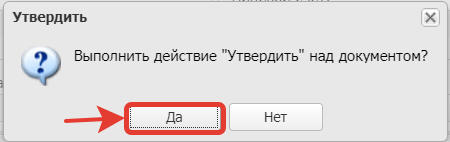 Утвердить
Выполнить действие "Утвердить" над документом?
Да
Нет